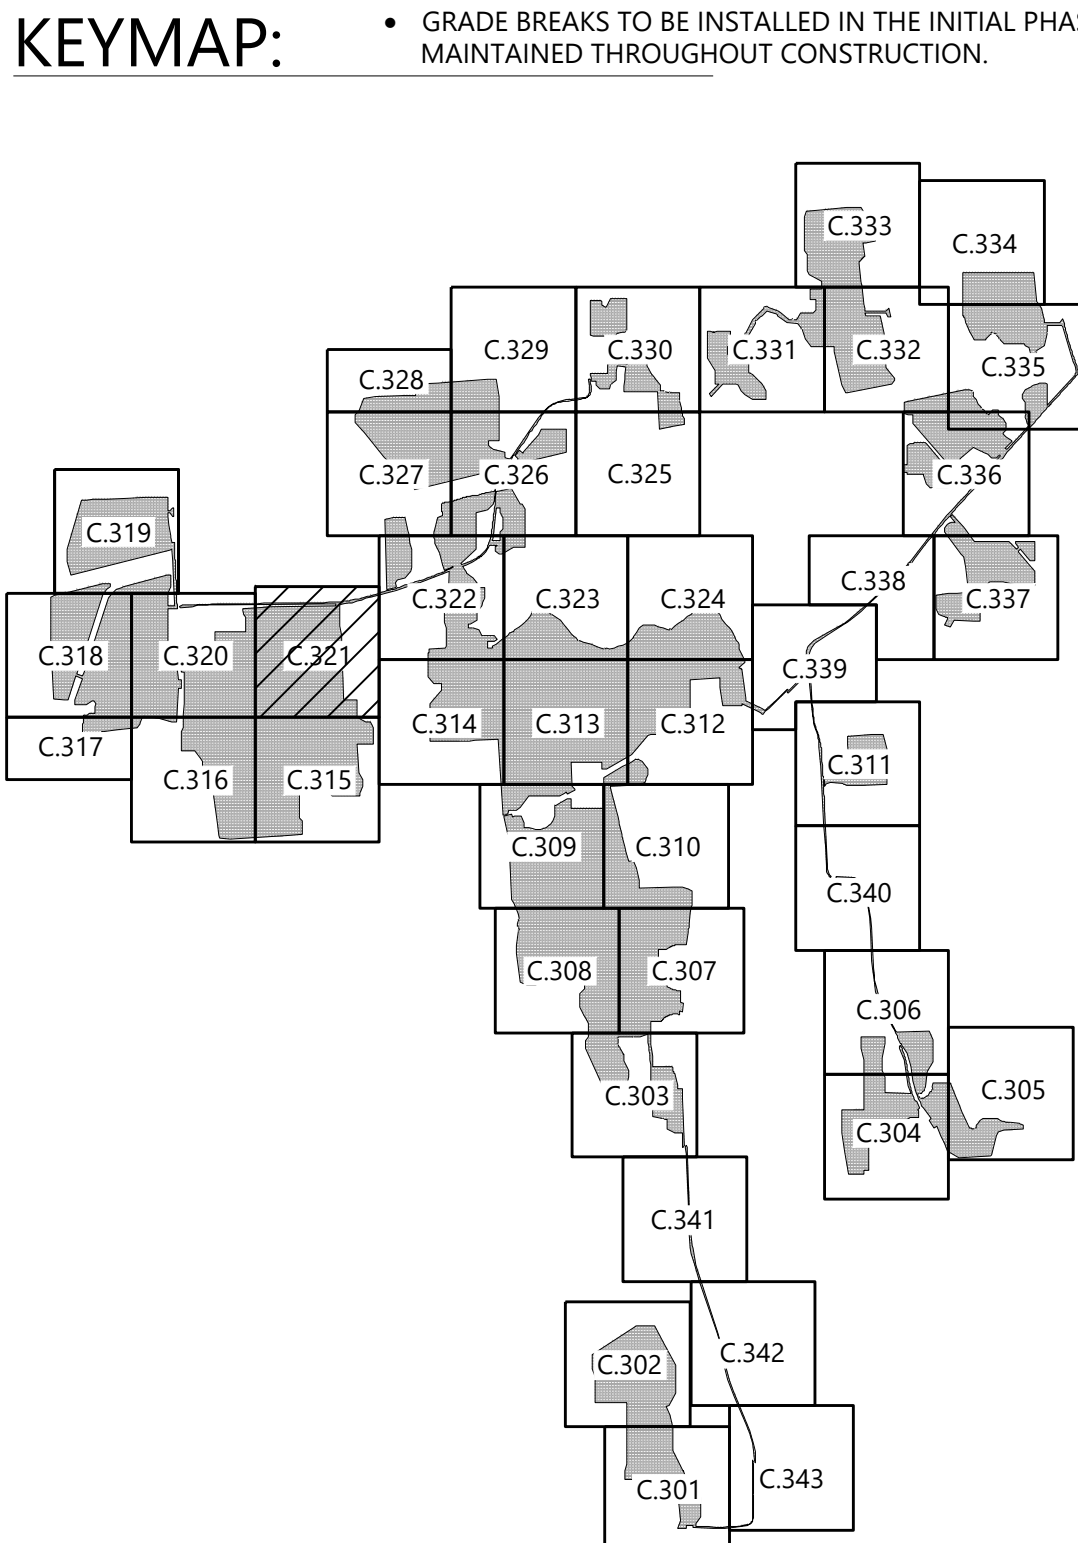 KEYMAP:
• GRADE BREAKS TO BE INSTALLED IN THE INITIAL PHAS
MAINTAINED THROUGHOUT CONSTRUCTION.
C.333
C.334
C.329
C.330
C.331
C.332
C.335
C.328
C.327
C.326
C.325
C.336
C.319
C.322
C.323
C.324
C.338
C.337
C.318
C.320
C.321
C.339
C.317
C.314
C.313
C.312
C.316
C.315
C.311
C.309
C.310
C.340
C.308
C.307
C.306
C.303
C.305
C.304
C.341
C.302
C.342
C.301
C.343